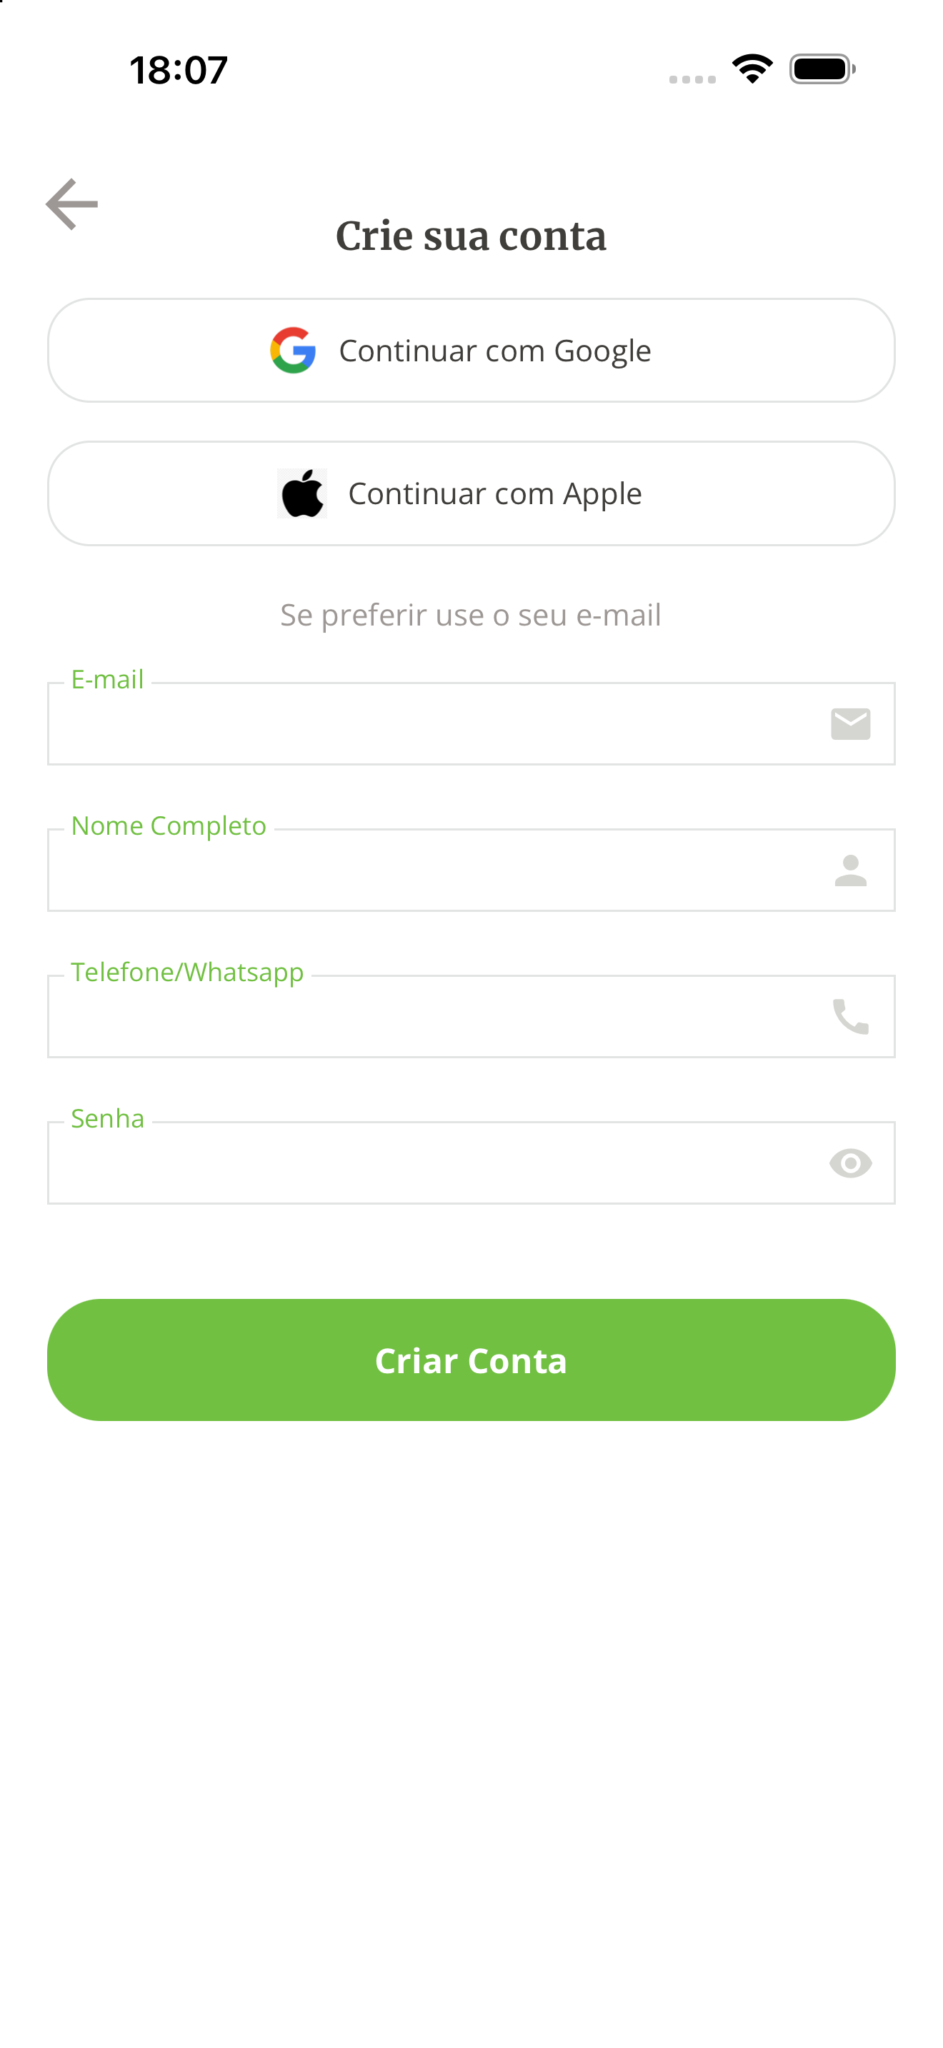 18:07
Crie sua conta
Continuar com Google
Continuar com Apple
Se preferir use o seu e-mail
E-mail
Nome Completo
Telefone/Whatsapp
Senha
Criar Conta